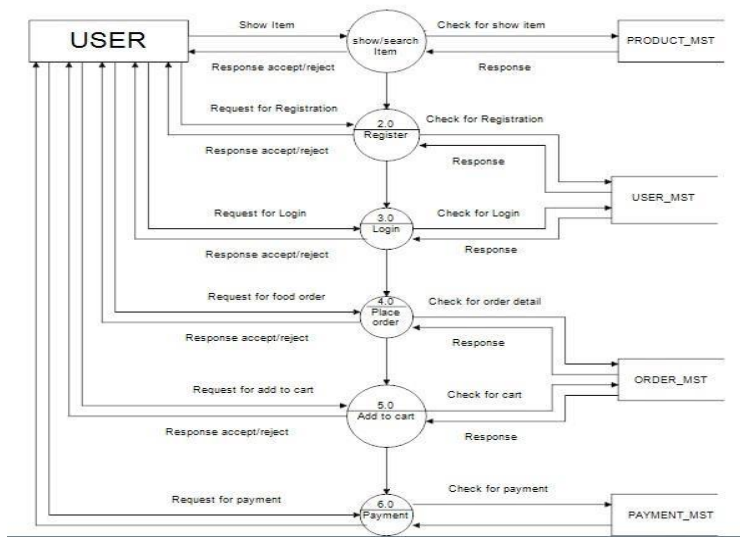 USER
Show Item
Check for show item
show/search
Item
PRODUCT_MST
Response accept/reject
Response
Request for Registration
2.0
Register
Check for Registration
Response accept/reject
Response
USER_MST
Request for Login
3.0
Login
Check for Login
Response accept/reject
Response
Request for food order
4.0
Place
order
Check for order detail
Response accept/reject
Response
ORDER_MST
Request for add to cart
5.0
Add to cart
Check for cart
Response accept/reject
Response
Request for payment
6.0
Payment
Check for payment
PAYMENT_MST